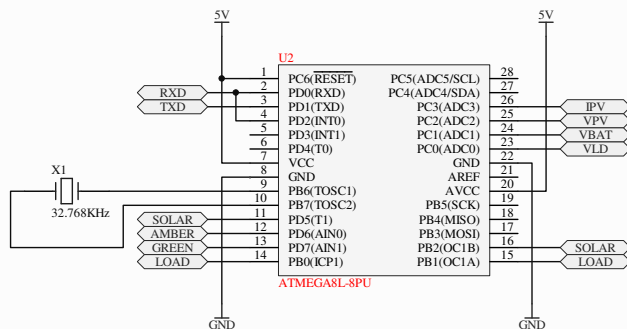 5V
5V
U2
1 PC6(RESET) PC5(ADC5/SCL) 28
RXD 2 PD0(RXD) PC4(ADC4/SDA) 27
TXD 3 PD1(TXD) PC3(ADC3) 26 IPV
4 PD2(INT0) PC2(ADC2) 25 VPV
5 PD3(INT1) PC1(ADC1) 24 VBAT
6 PD4(T0) PC0(ADC0) 23 VLD
7 VCC GND 22
8 GND AREF 21
X1
9 PB6(TOSC1) AVCC 20
10 PB7(TOSC2) PB5(SCK) 19
32.768KHz
SOLAR 11 PD5(T1) PB4(MISO) 18
AMBER 12 PD6(AIN0) PB3(MOSI) 17
GREEN 13 PD7(AIN1) PB2(OC1B) 16 SOLAR
LOAD 14 PB0(ICP1) PB1(OC1A) 15 LOAD
ATMEGA8L-8PU
GND
GND